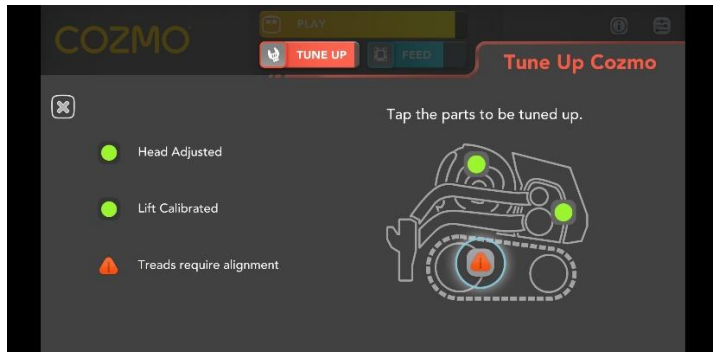 COZMO
PLAY
TUNE UP
FEED
Tune Up Cozmo
Tap the parts to be tuned up.
Head Adjusted
Lift Calibrated
Treads require alignment